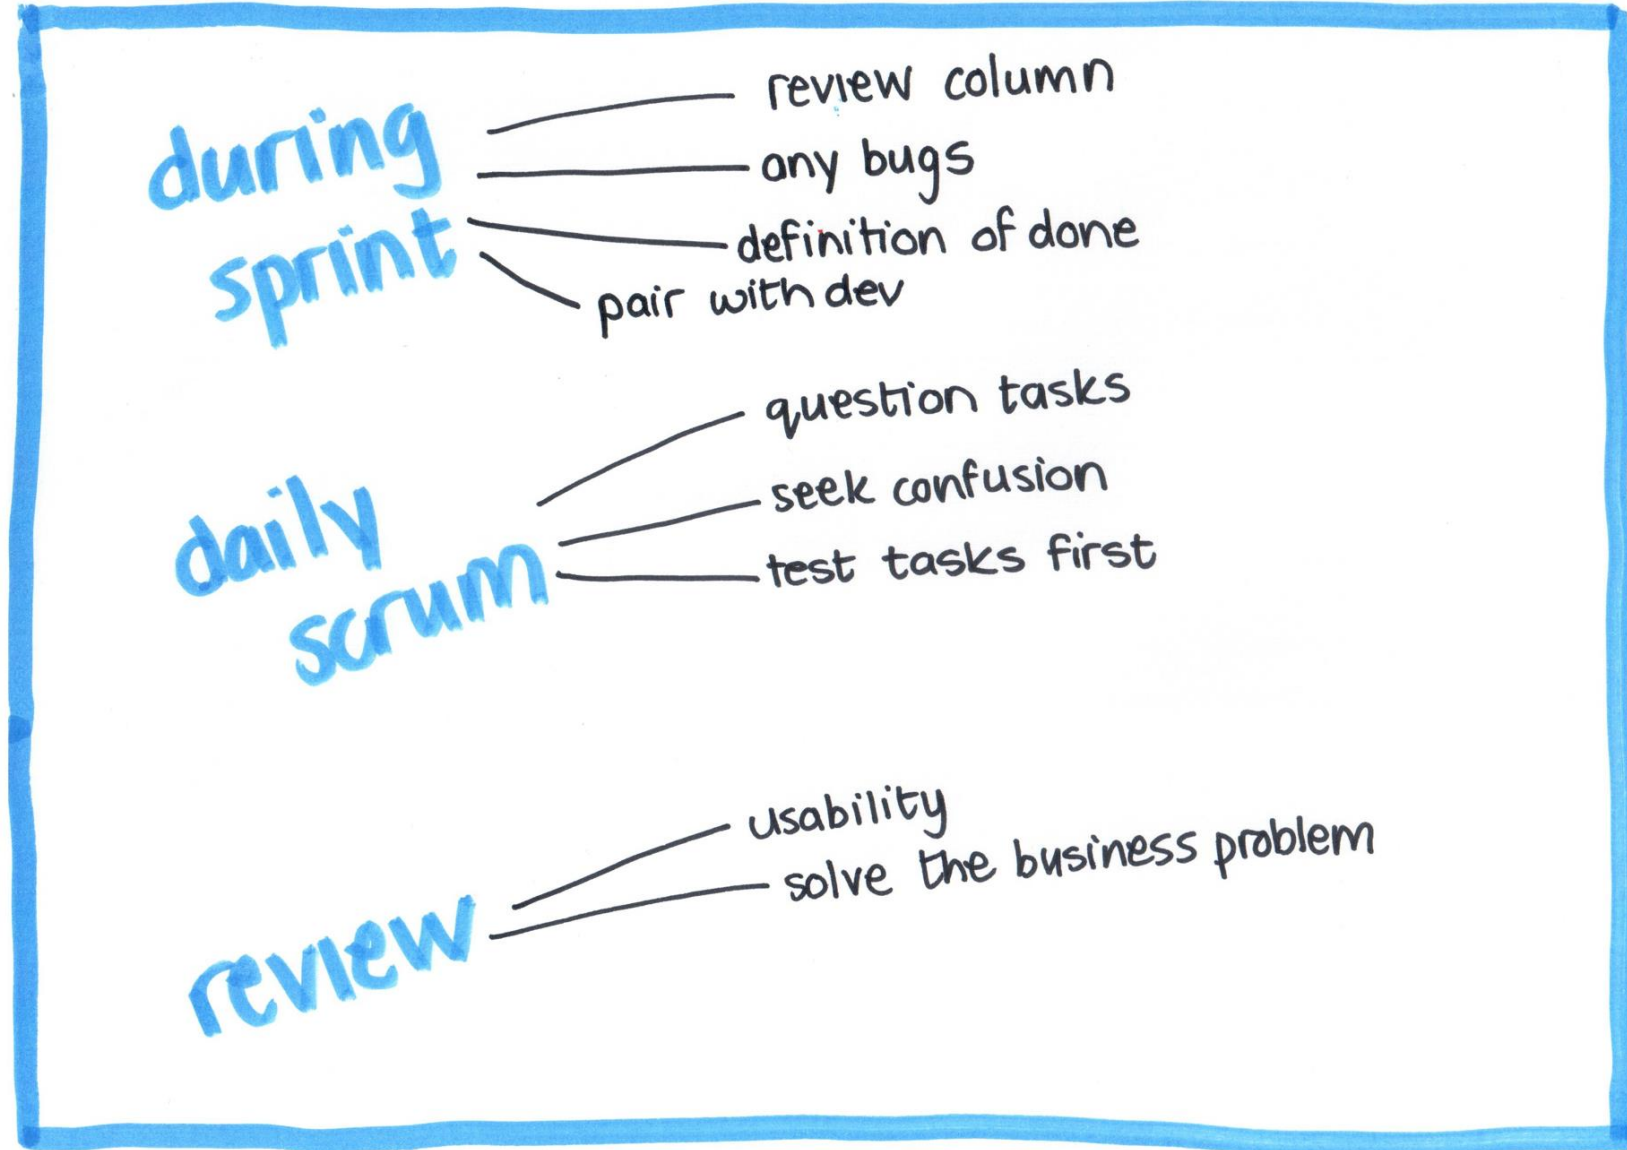 during
sprint
review column
any bugs
definition of done
pair with dev
daily
scrum
question tasks
seek confusion
test tasks first
review
usability
solve the business problem